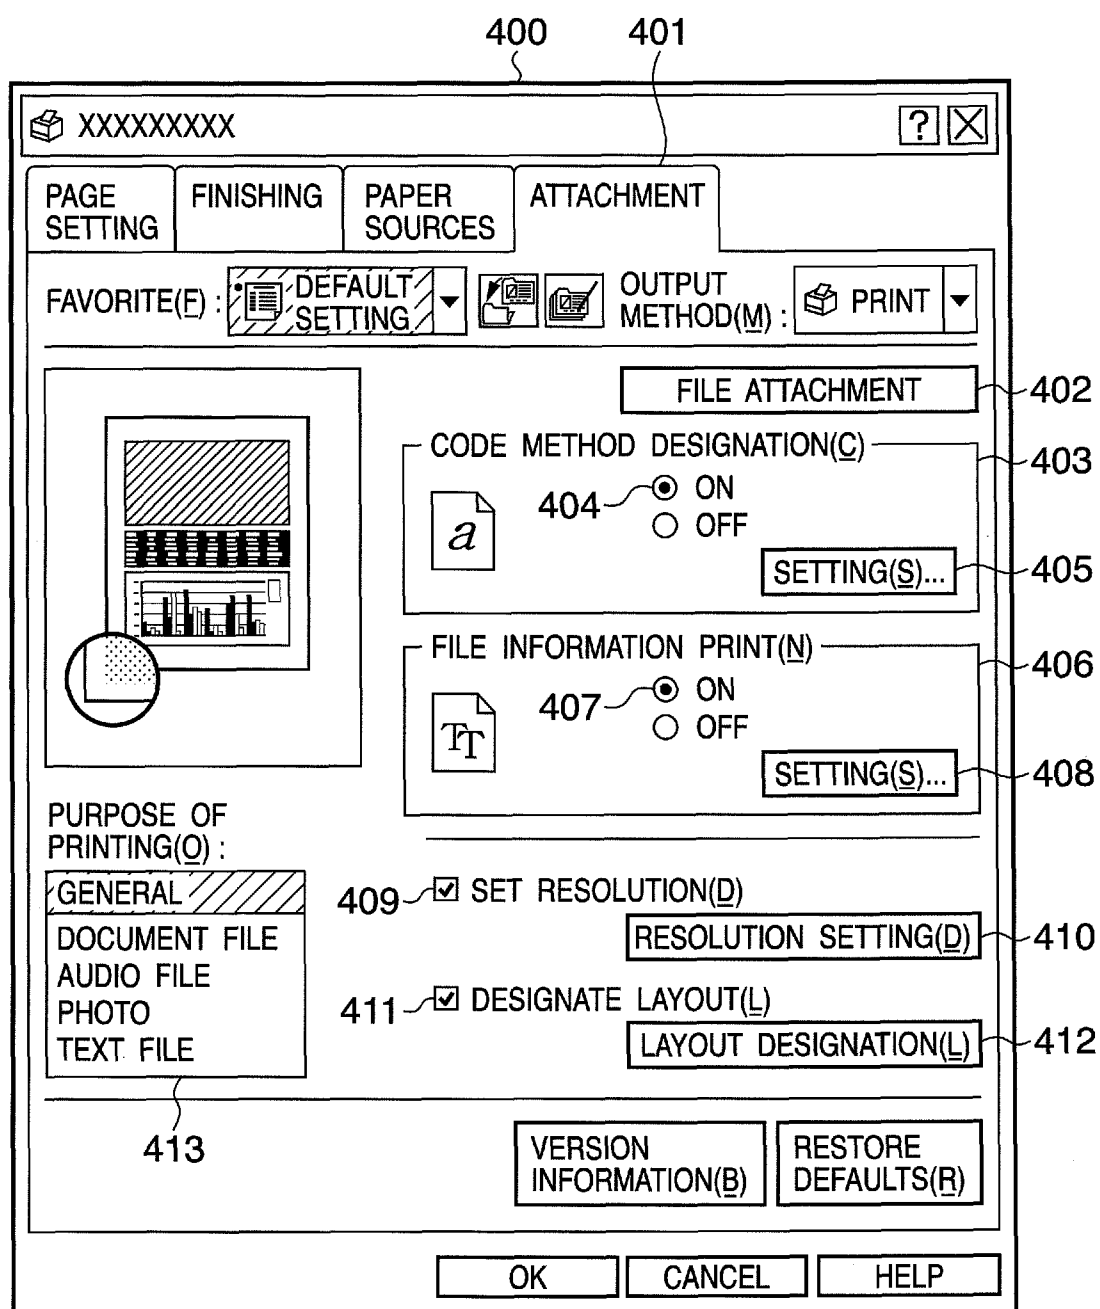 400 401
XXXXXXXXX ?
PAGE
SETTING
FINISHING
PAPER
SOURCES
ATTACHMENT
FAVORITE(F) :
DEFAULT
SETTING
OUTPUT
METHOD(M) :
PRINT
FILE ATTACHMENT 402
CODE METHOD DESIGNATION(C) 403
a
404 ON
OFF
SETTING(S)... 405
FILE INFORMATION PRINT(N) 406
TT
407 ON
OFF
SETTING(S)... 408
PURPOSE OF
PRINTING(O) :
GENERAL
DOCUMENT FILE
AUDIO FILE
PHOTO
TEXT FILE
413
409 SET RESOLUTION(D)
RESOLUTION SETTING(D) 410
411 DESIGNATE LAYOUT(L)
LAYOUT DESIGNATION(L) 412
VERSION
INFORMATION(B)
RESTORE
DEFAULTS(R)
OK CANCEL HELP